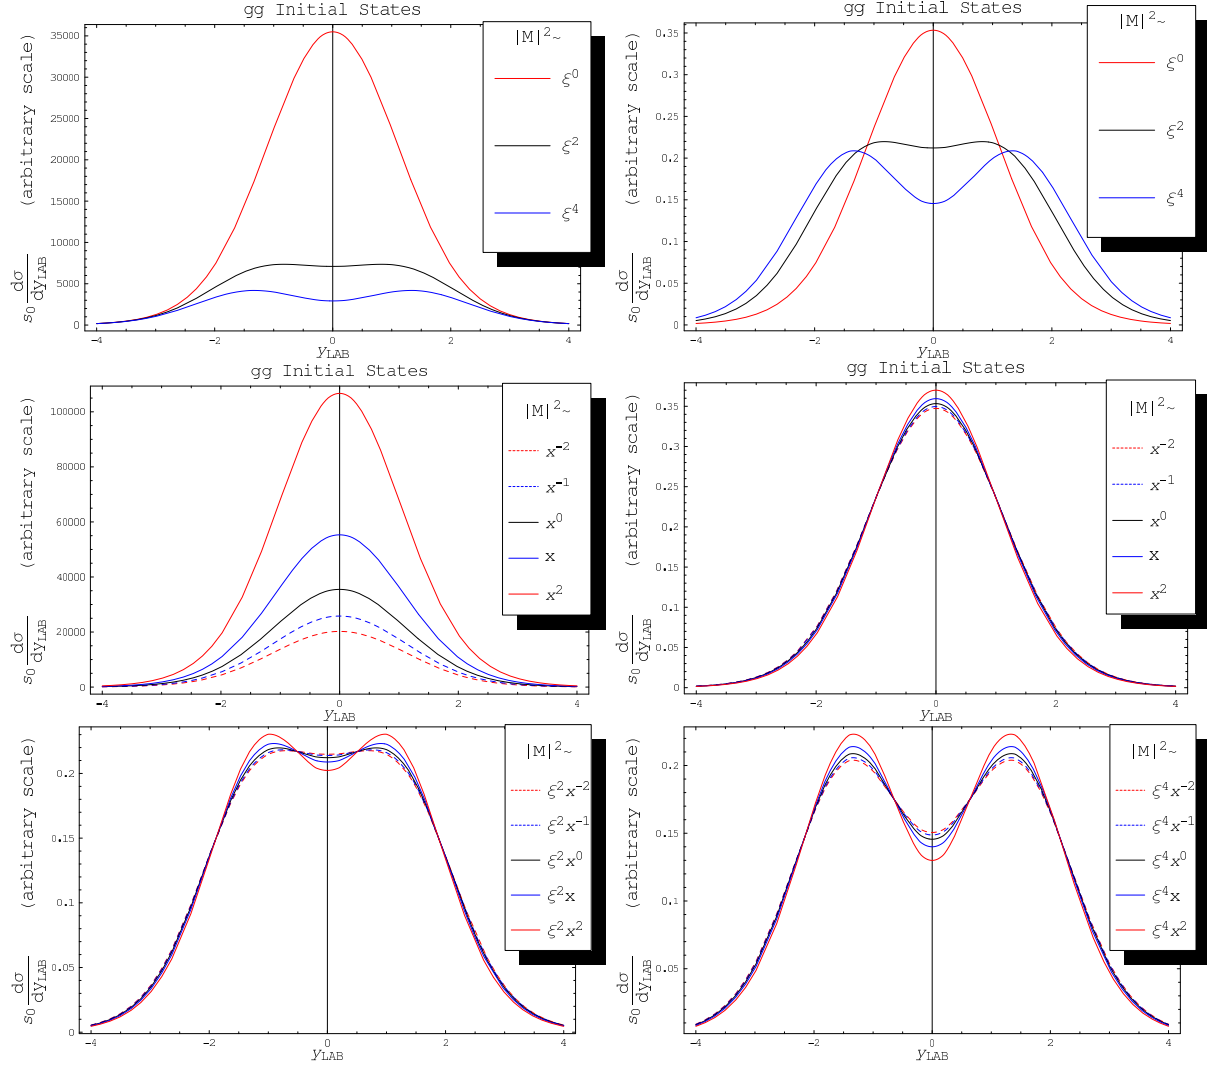 gg Initial States
s₀ dσ/dy_LAB (arbitrary scale)
35000
30000
25000
20000
15000
10000
5000
0
-4
-2
0
2
4
y_LAB
|M|²~
ξ⁰
ξ²
ξ⁴
gg Initial States
s₀ dσ/dy_LAB (arbitrary scale)
0.35
0.3
0.25
0.2
0.15
0.1
0.05
0
-4
-2
0
2
4
y_LAB
|M|²~
ξ⁰
ξ²
ξ⁴
gg Initial States
s₀ dσ/dy_LAB (arbitrary scale)
100000
80000
60000
40000
20000
0
-4
-2
0
2
4
y_LAB
|M|²~
x⁻²
x⁻¹
x⁰
x
x²
gg Initial States
s₀ dσ/dy_LAB (arbitrary scale)
0.35
0.3
0.25
0.2
0.15
0.1
0.05
0
-4
-2
0
2
4
y_LAB
|M|²~
x⁻²
x⁻¹
x⁰
x
x²
s₀ dσ/dy_LAB (arbitrary scale)
0.2
0.15
0.1
0.05
0
-4
-2
0
2
4
y_LAB
|M|²~
ξ²x⁻²
ξ²x⁻¹
ξ²x⁰
ξ²x
ξ²x²
s₀ dσ/dy_LAB (arbitrary scale)
0.2
0.15
0.1
0.05
-4
-2
0
2
4
y_LAB
|M|²~
ξ⁴x⁻²
ξ⁴x⁻¹
ξ⁴x⁰
ξ⁴x
ξ⁴x²